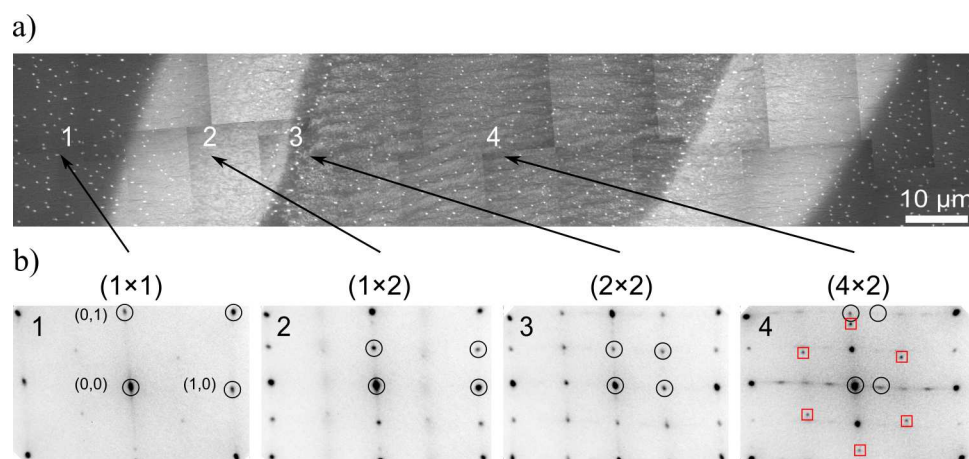 a)
1 2 3 4
10 μm
b)
(1×1) (1×2) (2×2) (4×2)
1 2 3 4
(0,1)
(0,0) (1,0)